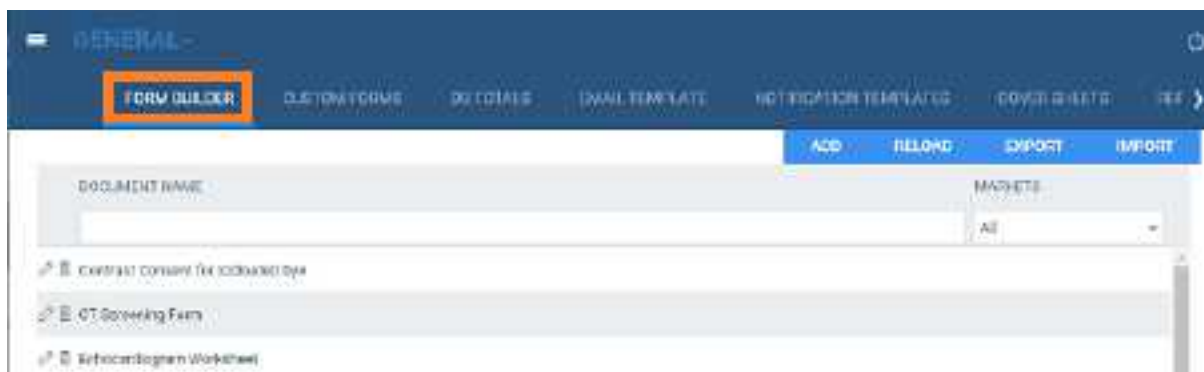 GENERAL
FORM BUILDER CUSTOM FORMS DO TOTALS EMAIL TEMPLATE NOTIFICATION TEMPLATES COVER SHEETS
ADD RELOAD EXPORT IMPORT
DOCUMENT NAME MARKETS
All
Contrast Consent for Iodinated Dye
CT Screening Form
Echocardiogram Worksheet